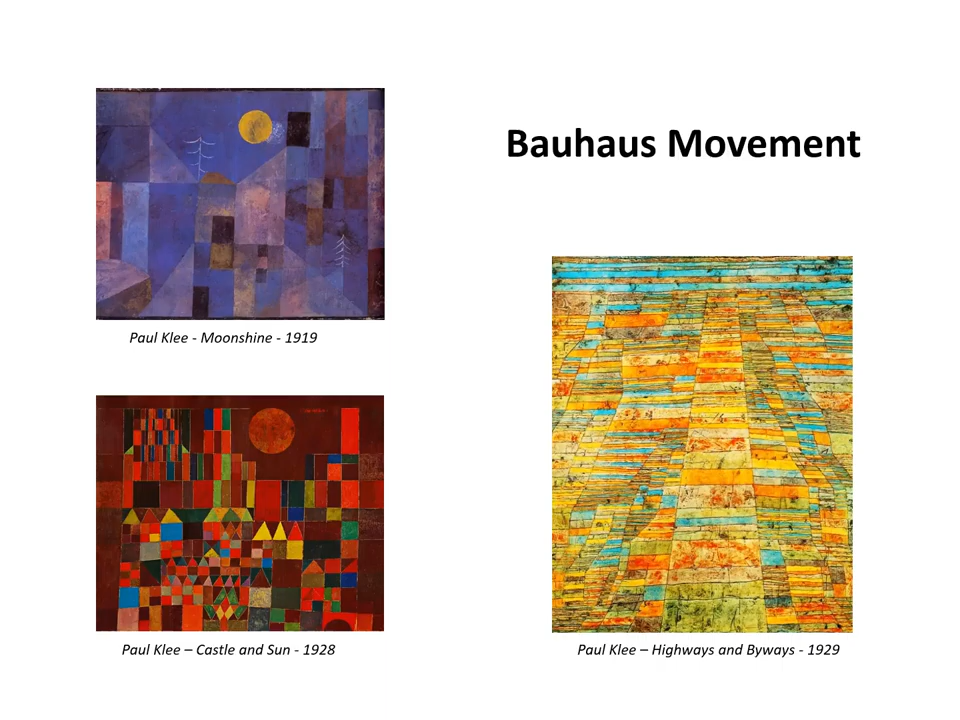 Bauhaus Movement
Paul Klee - Moonshine - 1919
Paul Klee – Castle and Sun - 1928
Paul Klee – Highways and Byways - 1929